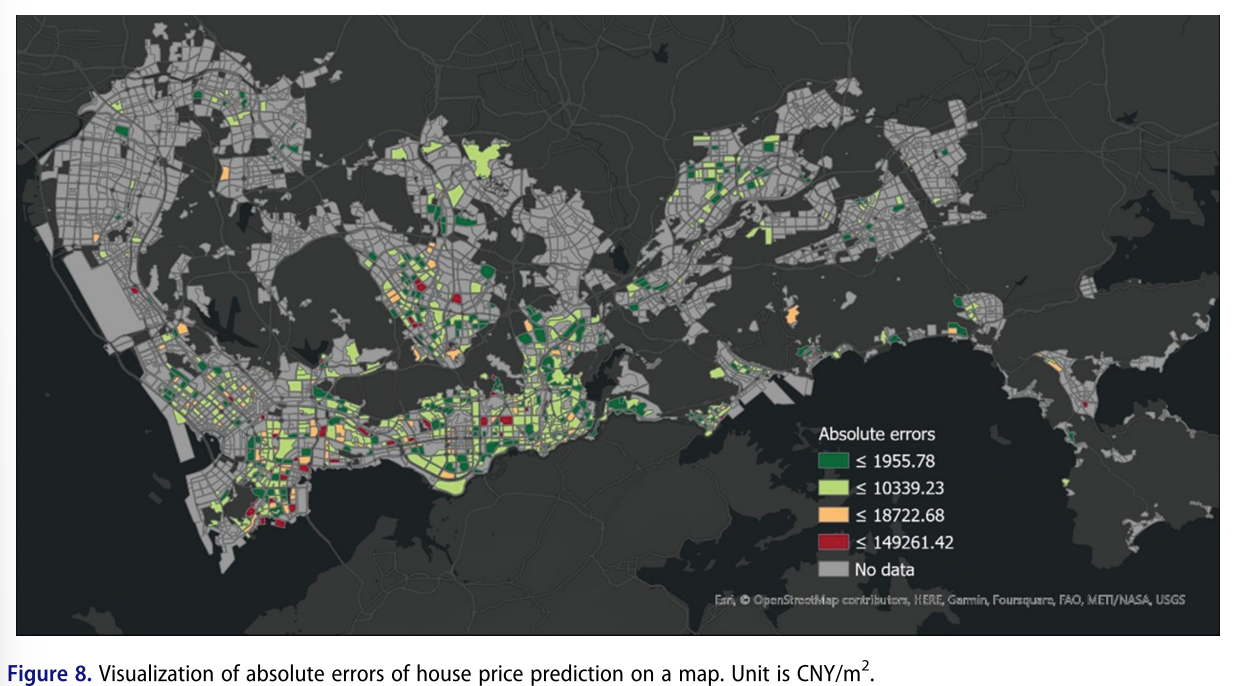 Absolute errors
≤ 1955.78
≤ 10339.23
≤ 18722.68
≤ 149261.42
No data
Esri, © OpenStreetMap contributors, HERE, Garmin, Foursquare, FAO, METI/NASA, USGS
Figure 8. Visualization of absolute errors of house price prediction on a map. Unit is CNY/m².